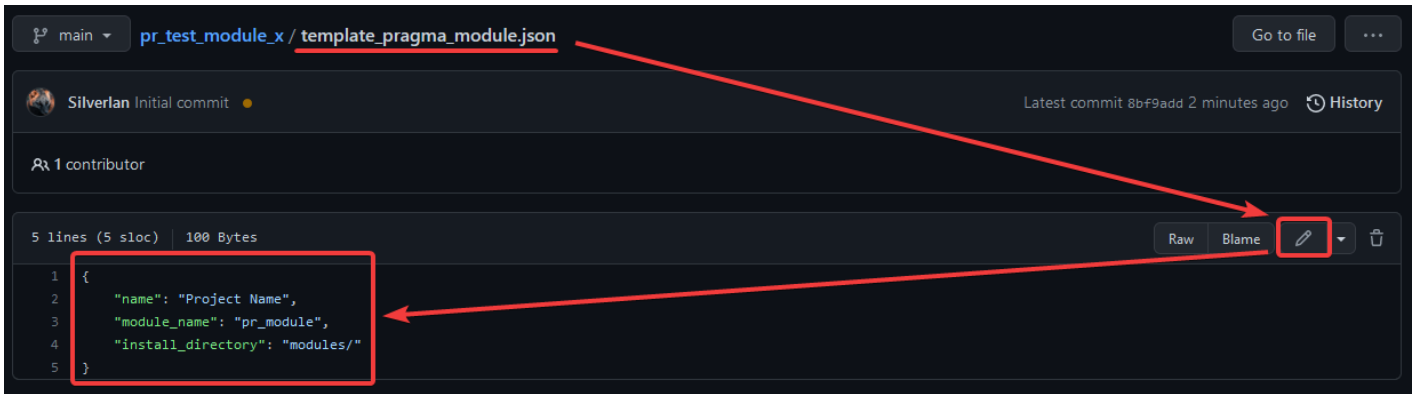 main pr_test_module_x / template_pragma_module.json Go to file ...
Silverlan Initial commit Latest commit 8bf9add 2 minutes ago History
1 contributor
5 lines (5 sloc) 100 Bytes Raw Blame
1 {
2 "name": "Project Name",
3 "module_name": "pr_module",
4 "install_directory": "modules/"
5 }